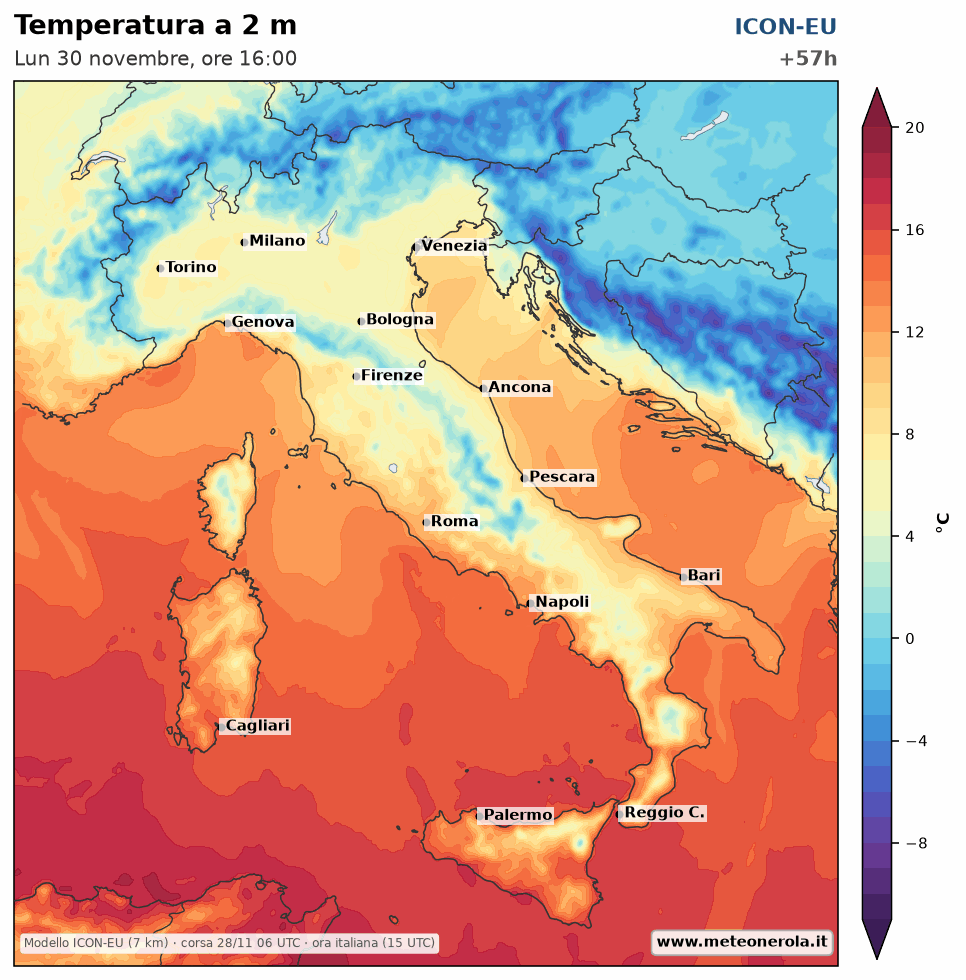 Temperatura a 2 m
ICON-EU
Lun 30 novembre, ore 16:00
+57h
Milano
Torino
Venezia
Genova
Bologna
Firenze
Ancona
Pescara
Roma
Bari
Napoli
Cagliari
Palermo
Reggio C.
20
16
12
8
4
0
−4
−8
°C
Modello ICON-EU (7 km) · corsa 28/11 06 UTC · ora italiana (15 UTC)
www.meteonerola.it